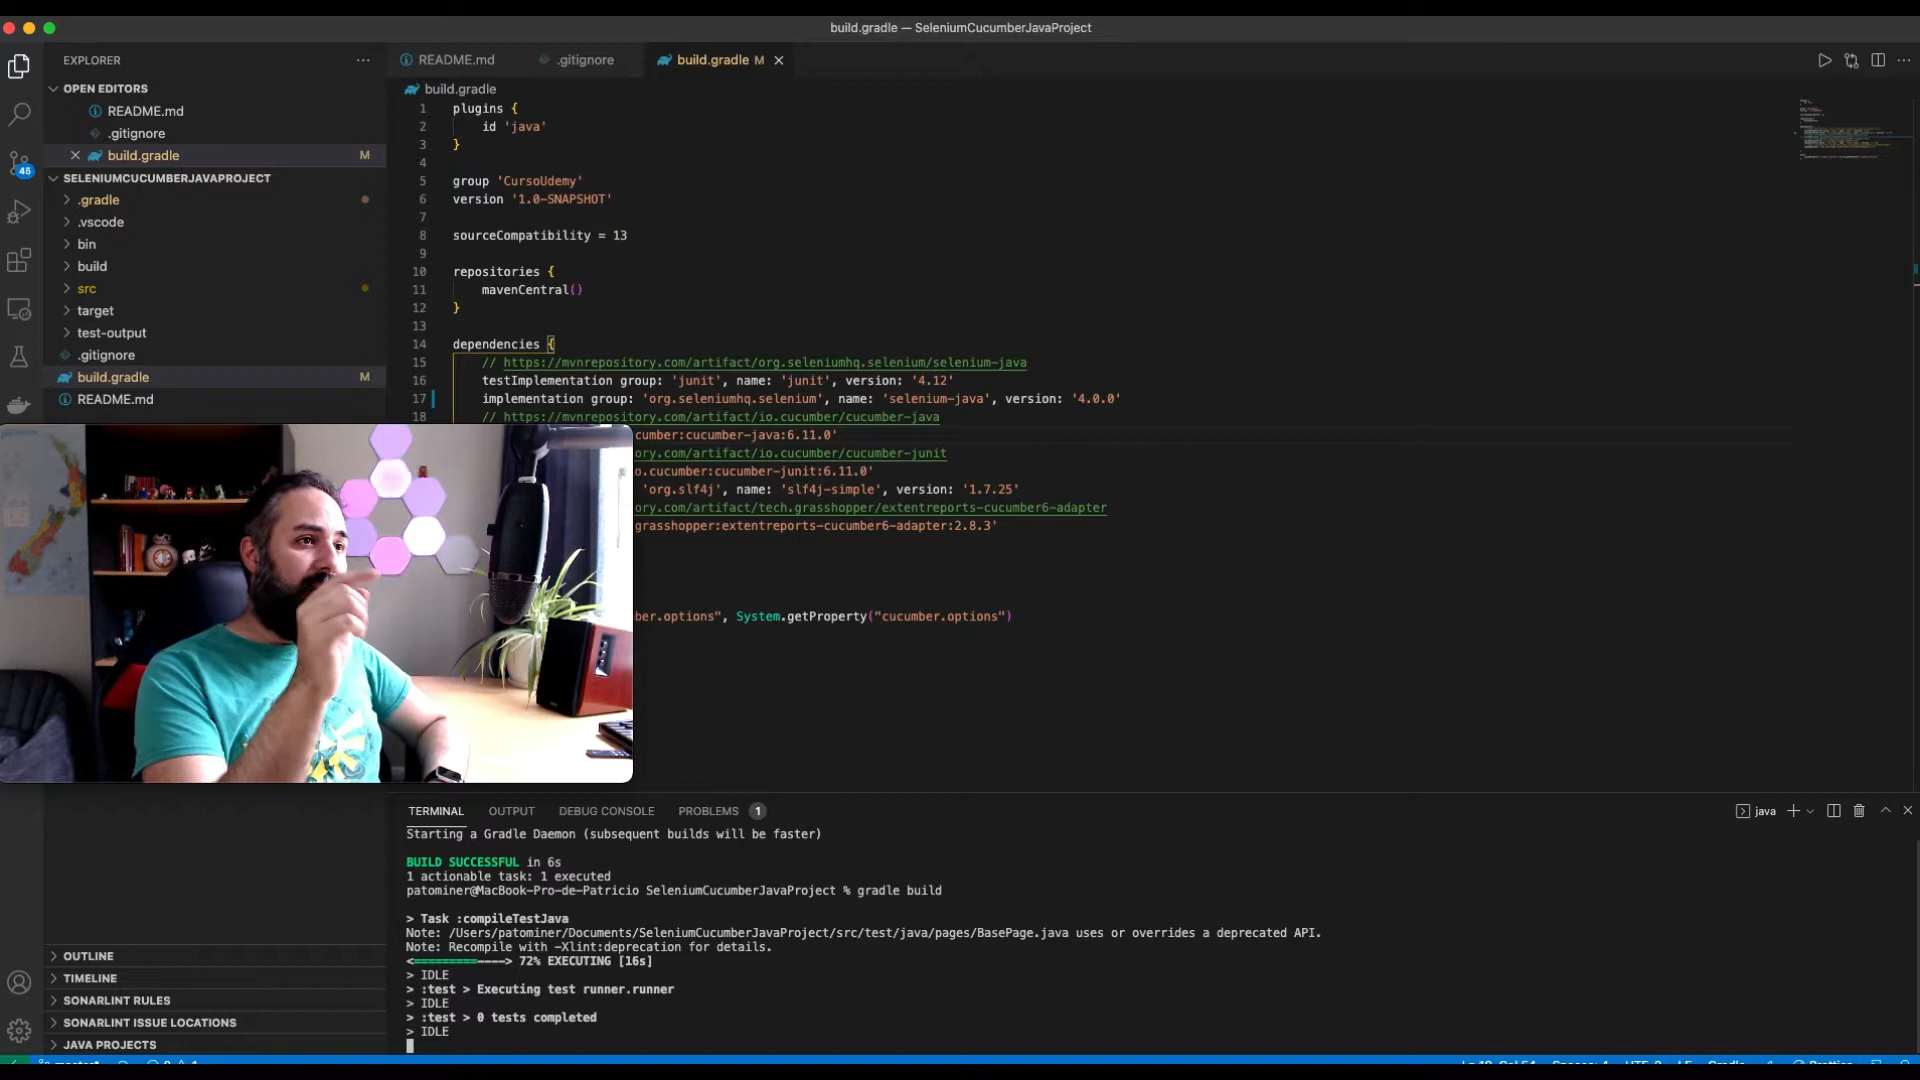 build.gradle — SeleniumCucumberJavaProject
EXPLORER
README.md
.gitignore
build.gradle M
OPEN EDITORS
README.md
.gitignore
build.gradle M
45
SELENIUMCUCUMBERJAVAPROJECT
.gradle
.vscode
bin
build
src
target
test-output
.gitignore
build.gradle M
README.md
build.gradle
1 plugins {
2 id 'java'
3 }
4
5 group 'CursoUdemy'
6 version '1.0-SNAPSHOT'
7
8 sourceCompatibility = 13
9
10 repositories {
11 mavenCentral()
12 }
13
14 dependencies {
15 // https://mvnrepository.com/artifact/org.seleniumhq.selenium/selenium-java
16 testImplementation group: 'junit', name: 'junit', version: '4.12'
17 implementation group: 'org.seleniumhq.selenium', name: 'selenium-java', version: '4.0.0'
18 // https://mvnrepository.com/artifact/io.cucumber/cucumber-java
cumber:cucumber-java:6.11.0'
ory.com/artifact/io.cucumber/cucumber-junit
o.cucumber:cucumber-junit:6.11.0'
'org.slf4j', name: 'slf4j-simple', version: '1.7.25'
ory.com/artifact/tech.grasshopper/extentreports-cucumber6-adapter
grasshopper:extentreports-cucumber6-adapter:2.8.3'
ber.options", System.getProperty("cucumber.options")
TERMINAL OUTPUT DEBUG CONSOLE PROBLEMS 1
java
Starting a Gradle Daemon (subsequent builds will be faster)
BUILD SUCCESSFUL in 6s
1 actionable task: 1 executed
patominer@MacBook-Pro-de-Patricio SeleniumCucumberJavaProject % gradle build
> Task :compileTestJava
Note: /Users/patominer/Documents/SeleniumCucumberJavaProject/src/test/java/pages/BasePage.java uses or overrides a deprecated API.
Note: Recompile with -Xlint:deprecation for details.
<=========----> 72% EXECUTING [16s]
> IDLE
> :test > Executing test runner.runner
> IDLE
> :test > 0 tests completed
> IDLE
OUTLINE
TIMELINE
SONARLINT RULES
SONARLINT ISSUE LOCATIONS
JAVA PROJECTS